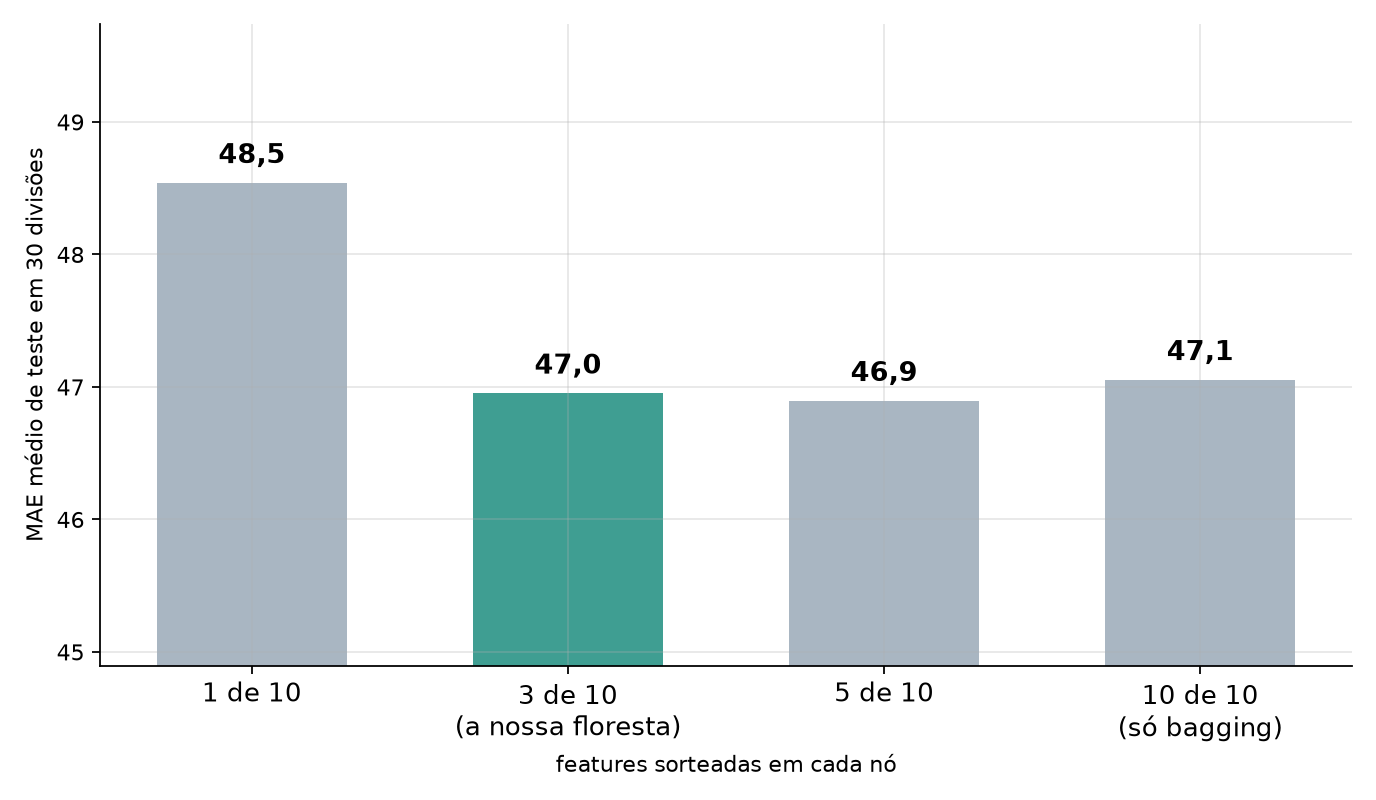 MAE médio de teste em 30 divisões
49
48
47
46
45
48,5
47,0
46,9
47,1
1 de 10
3 de 10
(a nossa floresta)
5 de 10
10 de 10
(só bagging)
features sorteadas em cada nó